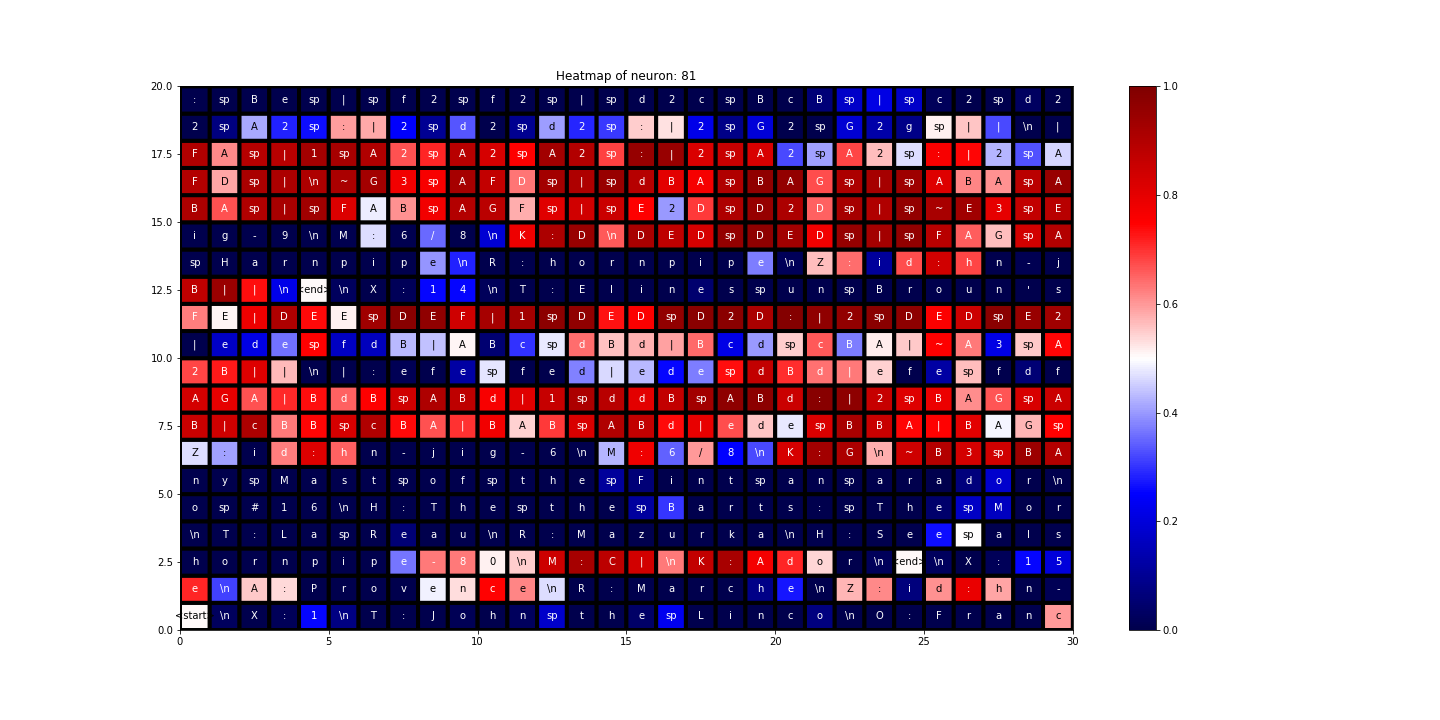 Heatmap of neuron: 81
20.0 : sp B e sp | sp f 2 sp f 2 sp | sp d 2 c sp B c B sp | sp c 2 sp d 2 1.0
2 sp A 2 sp : | 2 sp d 2 sp d 2 sp : | 2 sp G 2 sp G 2 g sp | | \n |
17.5 F A sp | 1 sp A 2 sp A 2 sp A 2 sp : | 2 sp A 2 sp A 2 sp : | 2 sp A
F D sp | \n ~ G 3 sp A F D sp | sp d B A sp B A G sp | sp A B A sp A 0.8
15.0 B A sp | sp F A B sp A G F sp | sp E 2 D sp D 2 D sp | sp ~ E 3 sp E
i g - 9 \n M : 6 / 8 \n K : D \n D E D sp D E D sp | sp F A G sp A
sp H a r n p i p e \n R : h o r n p i p e \n Z : i d : h n - j
12.5 B | | \n <end> \n X : 1 4 \n T : E l i n e s sp u n sp B r o u n ' s 0.6
F E | D E E sp D E F | 1 sp D E D sp D 2 D : | 2 sp D E D sp E 2
10.0 | e d e sp f d B | A B c sp d B d | B c d sp c B A | ~ A 3 sp A
2 B | | \n | : e f e sp f e d | e d e sp d B d | e f e sp f d f 0.4
A G A | B d B sp A B d | 1 sp d d B sp A B d : | 2 sp B A G sp A
7.5 B | c B B sp c B A | B A B sp A B d | e d e sp B B A | B A G sp
Z : i d : h n - j i g - 6 \n M : 6 / 8 \n K : G \n ~ B 3 sp B A
5.0 n y sp M a s t sp o f sp t h e sp F i n t sp a n sp a r a d o r \n 0.2
o sp # 1 6 \n H : T h e sp t h e sp B a r t s : sp T h e sp M o r
\n T : L a sp R e a u \n R : M a z u r k a \n H : S e e sp a l s
2.5 h o r n p i p e - 8 0 \n M : C | \n K : A d o r \n <end> \n X : 1 5
e \n A : P r o v e n c e \n R : M a r c h e \n Z : i d : h n -
0.0 <start \n X : 1 \n T : J o h n sp t h e sp L i n c o \n O : F r a n c 0.0
0 5 10 15 20 25 30